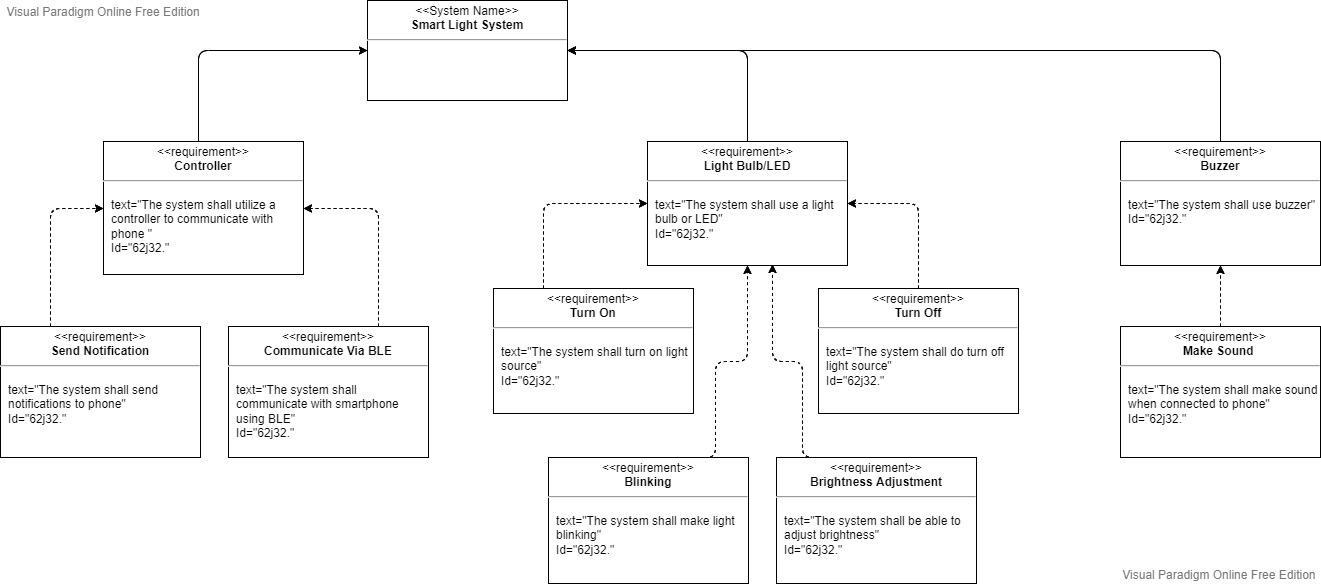 Visual Paradigm Online Free Edition
<<System Name>>
Smart Light System
<<requirement>>
Controller
text="The system shall utilize a
controller to communicate with
phone "
Id="62j32."
<<requirement>>
Light Bulb/LED
text="The system shall use a light
bulb or LED"
Id="62j32."
<<requirement>>
Buzzer
text="The system shall use buzzer"
Id="62j32."
<<requirement>>
Send Notification
text="The system shall send
notifications to phone"
Id="62j32."
<<requirement>>
Communicate Via BLE
text="The system shall
communicate with smartphone
using BLE"
Id="62j32."
<<requirement>>
Turn On
text="The system shall turn on light
source"
Id="62j32."
<<requirement>>
Turn Off
text="The system shall do turn off
light source"
Id="62j32."
<<requirement>>
Make Sound
text="The system shall make sound
when connected to phone"
Id="62j32."
<<requirement>>
Blinking
text="The system shall make light
blinking"
Id="62j32."
<<requirement>>
Brightness Adjustment
text="The system shall be able to
adjust brightness"
Id="62j32."
Visual Paradigm Online Free Edition